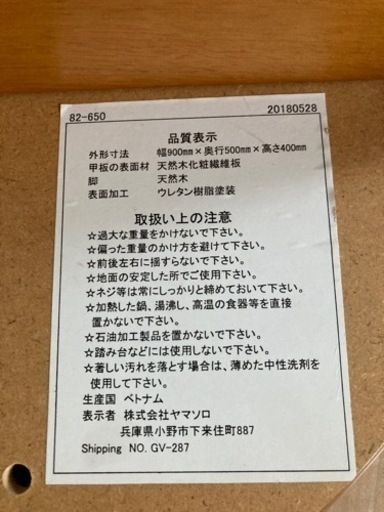 82-650 20180528
品質表示
外形寸法 幅900mm×奥行500mm×高さ400mm
甲板の表面材 天然木化粧繊維板
脚 天然木
表面加工 ウレタン樹脂塗装
取扱い上の注意
☆過大な重量をかけないで下さい。
☆偏った重量のかけ方を避けて下さい。
☆前後左右に揺すらないで下さい。
☆地面の安定した所でご使用下さい。
☆ネジ等は常にしっかりと締めておいて下さい。
☆加熱した鍋、湯沸し、高温の食器等を直接
置かないで下さい。
☆石油加工製品を置かないで下さい。
☆踏み台などには使用しないで下さい。
☆著しい汚れを落とす場合は、薄めた中性洗剤を
使用して下さい。
生産国 ベトナム
表示者 株式会社ヤマソロ
兵庫県小野市下来住町887
Shipping NO. GV-287